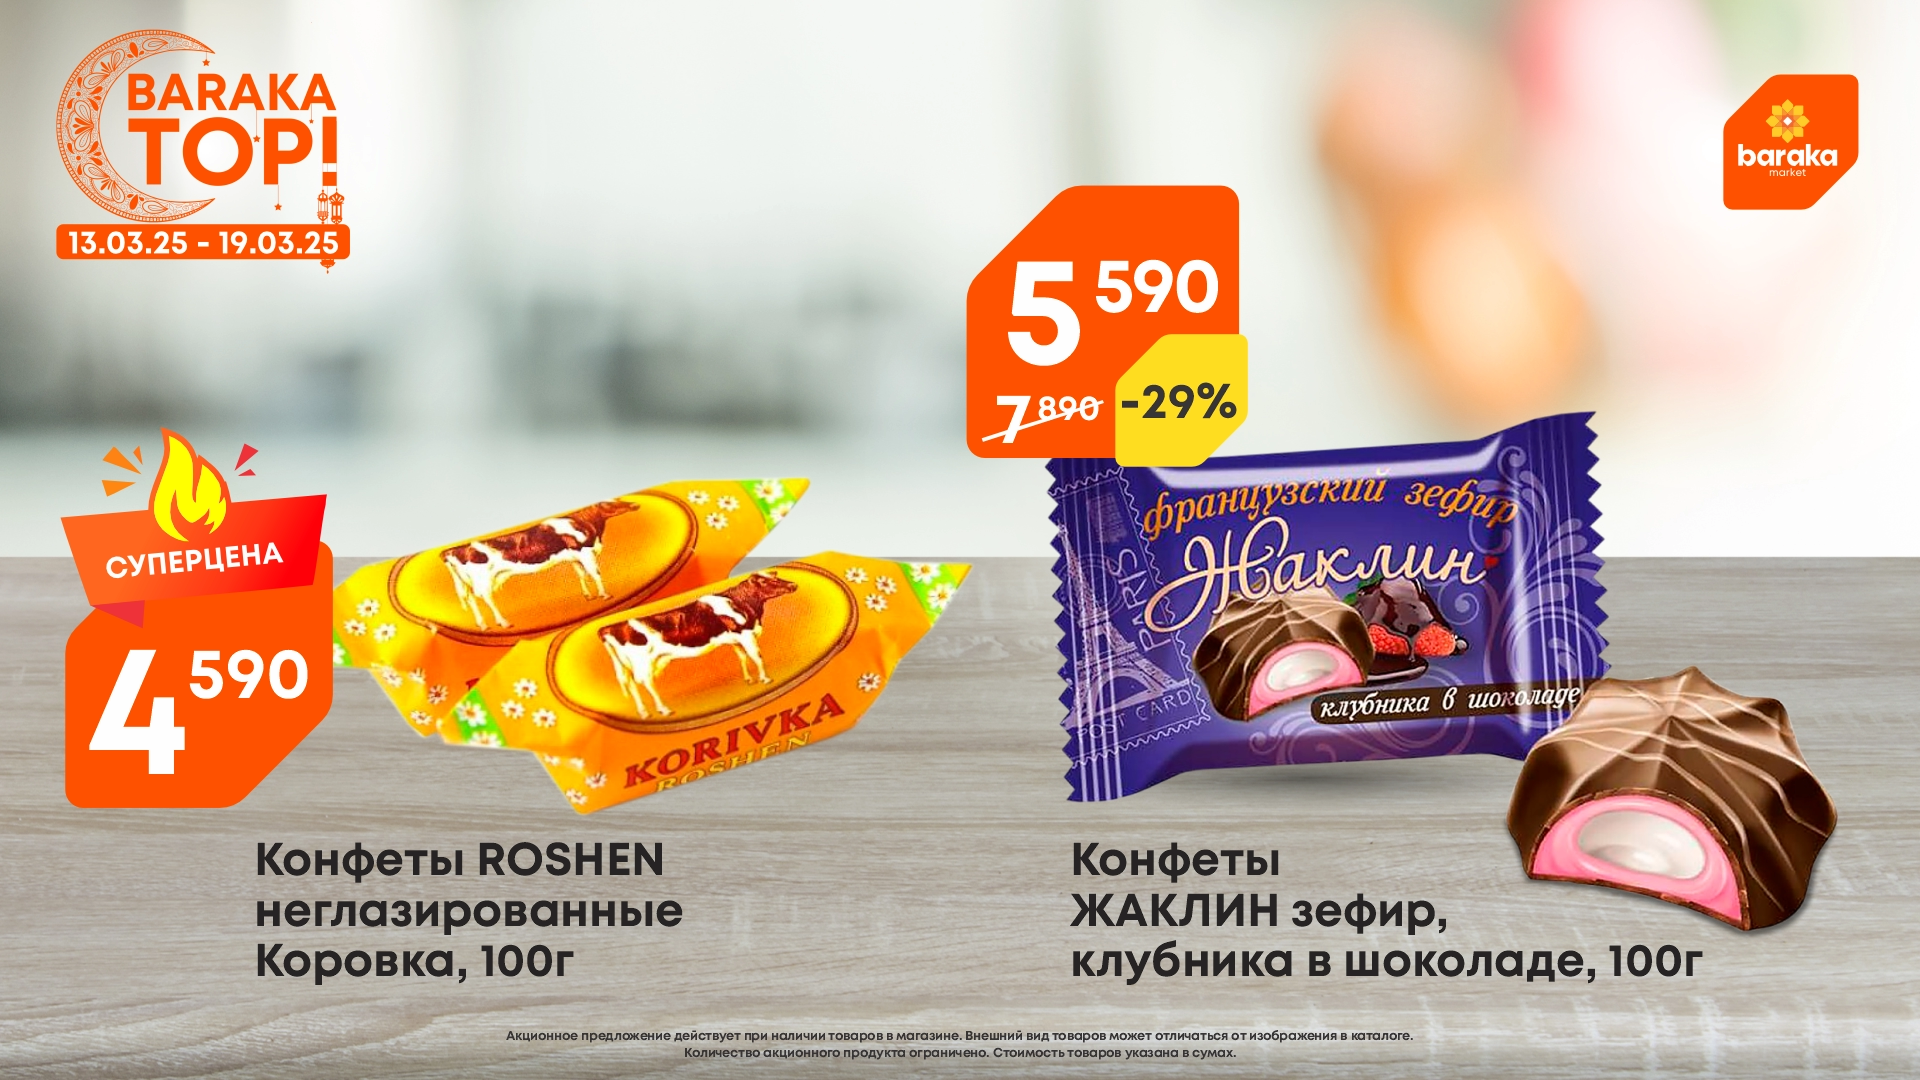 BARAKA
TOP!
13.03.25 - 19.03.25
baraka
market
5 590
7 890
-29%
СУПЕРЦЕНА
4 590
KORIVKA
ROSHEN
французский зефир
Жаклин
PARIS
POST CARD
клубника в шоколаде
Конфеты ROSHEN
неглазированные
Коровка, 100г
Конфеты
ЖАКЛИН зефир,
клубника в шоколаде, 100г
Акционное предложение действует при наличии товаров в магазине. Внешний вид товаров может отличаться от изображения в каталоге.
Количество акционного продукта ограничено. Стоимость товаров указана в сумах.